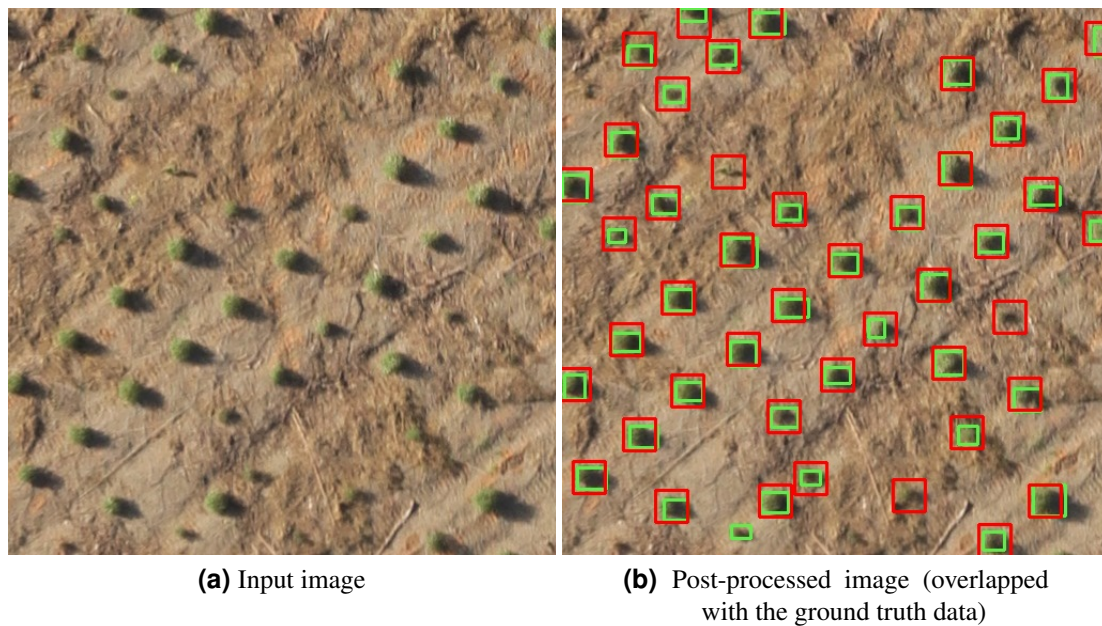 (a) Input image
(b) Post-processed image (overlapped
with the ground truth data)